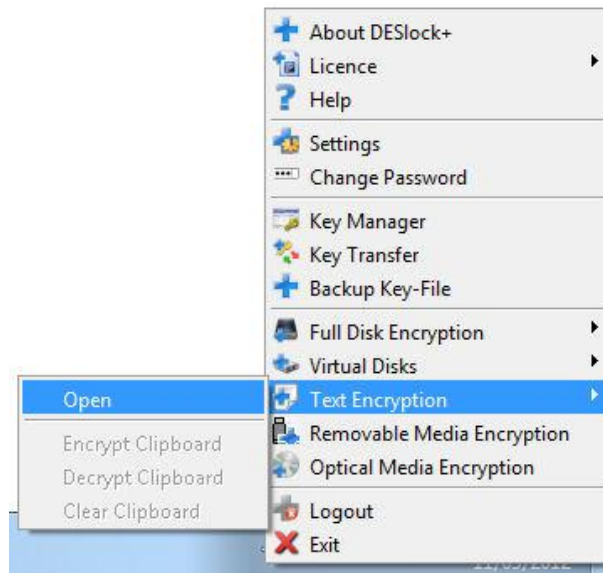 About DESlock+
Licence
Help
Settings
Change Password
Key Manager
Key Transfer
Backup Key-File
Full Disk Encryption
Virtual Disks
Text Encryption
Open
Encrypt Clipboard
Decrypt Clipboard
Clear Clipboard
Removable Media Encryption
Optical Media Encryption
Logout
Exit